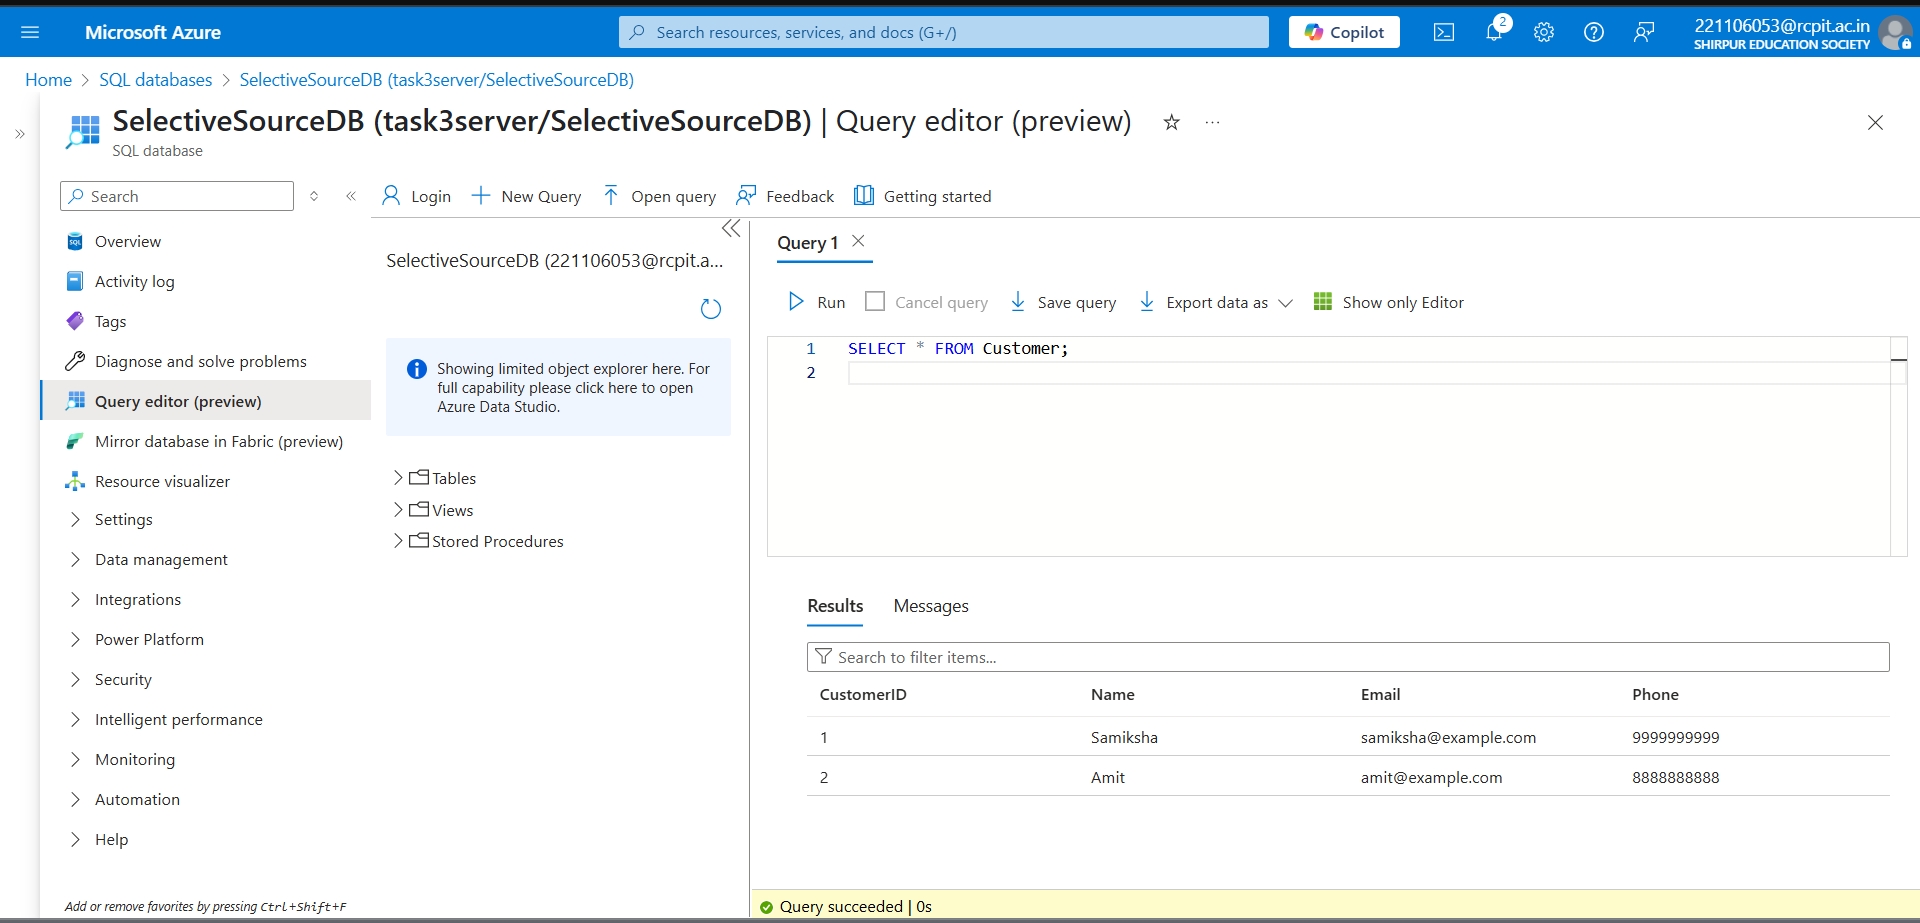 Microsoft Azure
Search resources, services, and docs (G+/)
Copilot
2
221106053@rcpit.ac.in
SHIRPUR EDUCATION SOCIETY
Home > SQL databases > SelectiveSourceDB (task3server/SelectiveSourceDB)
SelectiveSourceDB (task3server/SelectiveSourceDB) | Query editor (preview)
SQL database
Search
Login
New Query
Open query
Feedback
Getting started
Overview
Activity log
Tags
Diagnose and solve problems
Query editor (preview)
Mirror database in Fabric (preview)
Resource visualizer
Settings
Data management
Integrations
Power Platform
Security
Intelligent performance
Monitoring
Automation
Help
Add or remove favorites by pressing Ctrl+Shift+F
SelectiveSourceDB (221106053@rcpit.a...
Showing limited object explorer here. For
full capability please click here to open
Azure Data Studio.
Tables
Views
Stored Procedures
Query 1
Run
Cancel query
Save query
Export data as
Show only Editor
1 SELECT * FROM Customer;
2
Results
Messages
Search to filter items...
CustomerID Name Email Phone
1 Samiksha samiksha@example.com 9999999999
2 Amit amit@example.com 8888888888
Query succeeded | 0s